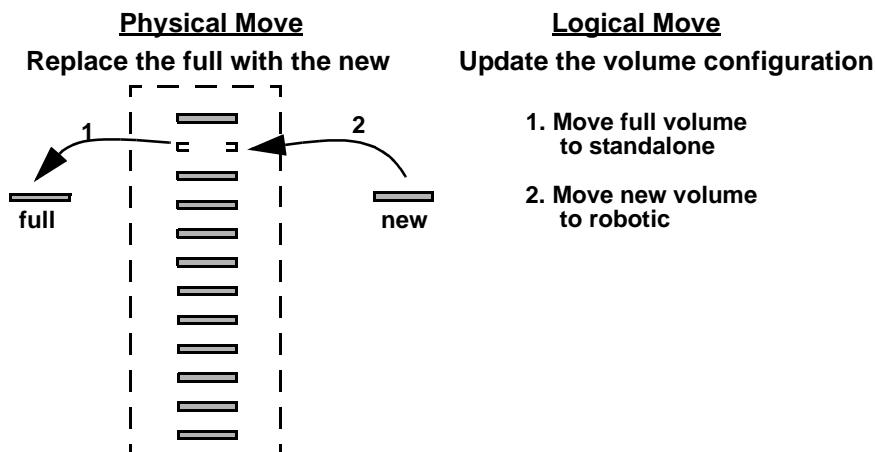 Physical Move
Replace the full with the new
1
2
full
new
Logical Move
Update the volume configuration
1. Move full volume
to standalone
2. Move new volume
to robotic